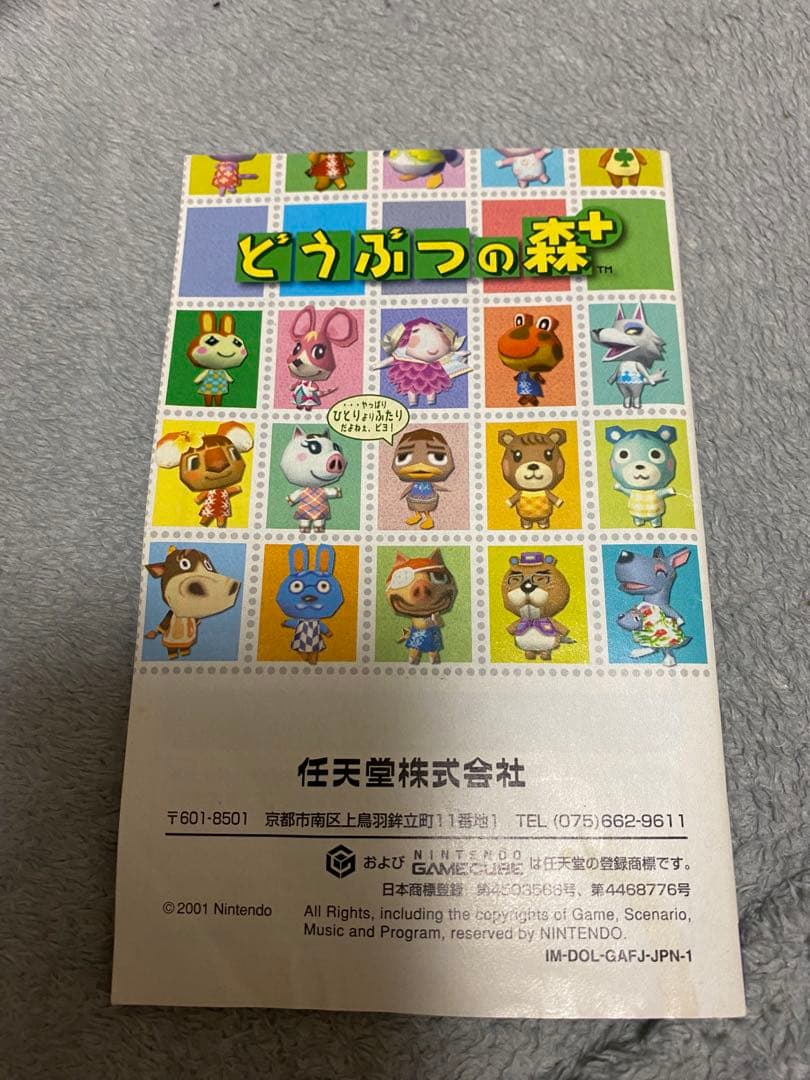 どうぶつの森+
TM
・・・やっぱり
ひとりよりふたり
だよねぇ、ピヨ！
任天堂株式会社
〒601-8501 京都市南区上鳥羽鉾立町11番地1 TEL (075)662-9611
および NINTENDO GAMECUBE は任天堂の登録商標です。
日本商標登録 第4503566号、第4468776号
©2001 Nintendo All Rights, including the copyrights of Game, Scenario,
Music and Program, reserved by NINTENDO.
IM-DOL-GAFJ-JPN-1